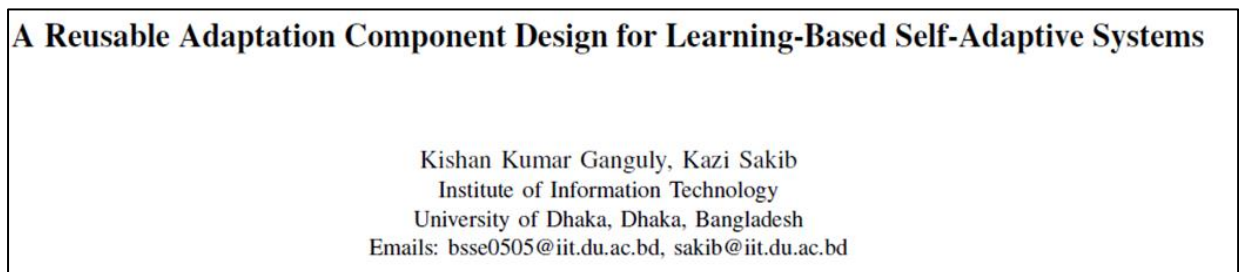 A Reusable Adaptation Component Design for Learning-Based Self-Adaptive Systems
Kishan Kumar Ganguly, Kazi Sakib
Institute of Information Technology
University of Dhaka, Dhaka, Bangladesh
Emails: bsse0505@iit.du.ac.bd, sakib@iit.du.ac.bd